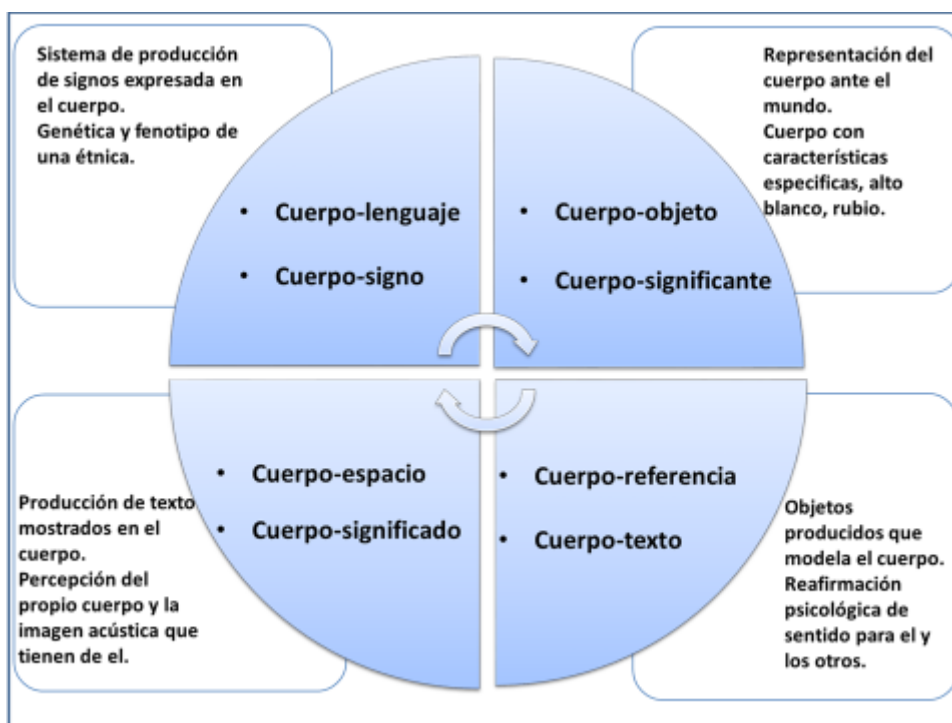 Sistema de producción
de signos expresada en
el cuerpo.
Genética y fenotipo de
una étnica.
Representación del
cuerpo ante el
mundo.
Cuerpo con
características
especificas, alto
blanco, rubio.
• Cuerpo-lenguaje
• Cuerpo-signo
• Cuerpo-objeto
• Cuerpo-significante
• Cuerpo-espacio
• Cuerpo-significado
• Cuerpo-referencia
• Cuerpo-texto
Producción de texto
mostrados en el
cuerpo.
Percepción del
propio cuerpo y la
imagen acústica que
tienen de el.
Objetos
producidos que
modela el cuerpo.
Reafirmación
psicológica de
sentido para el y
los otros.